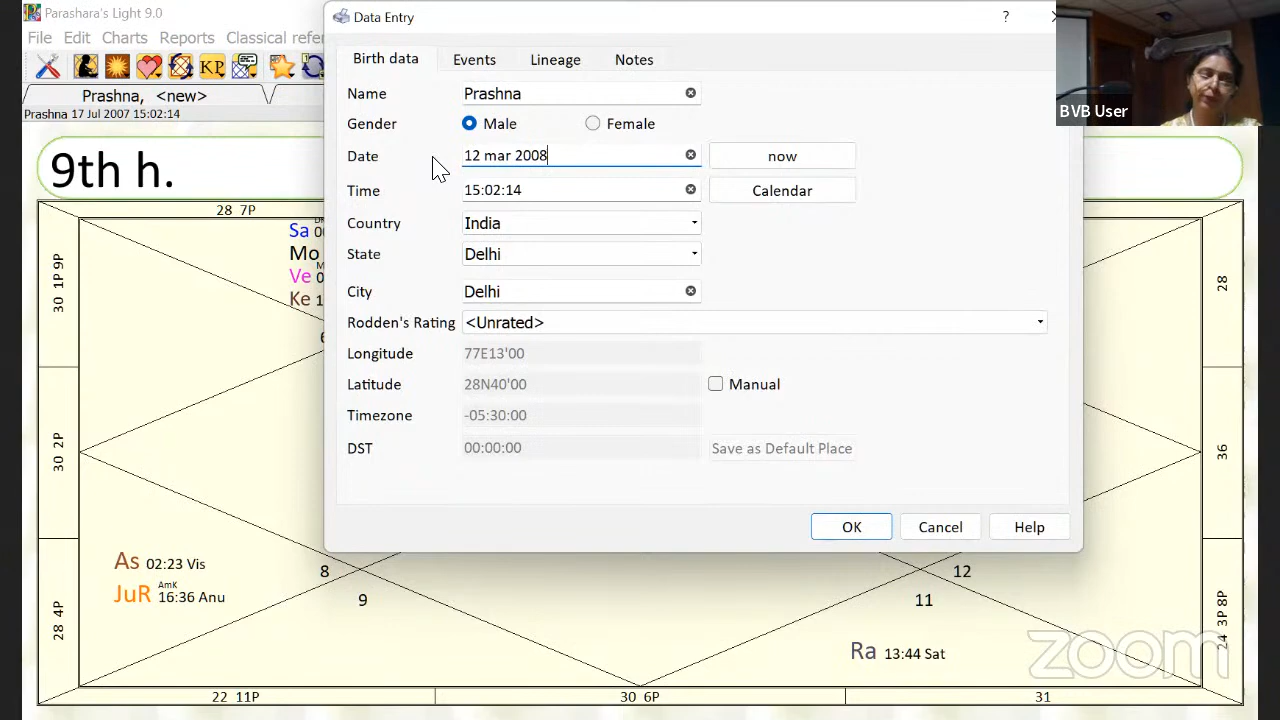 Parashara's Light 9.0
File Edit Charts Reports Classical refe
KP
Prashna, <new>
Prashna 17 Jul 2007 15:02:14
9th h.
Data Entry
?
Birth data Events Lineage Notes
Name Prashna
Gender Male Female
Date 12 mar 2008 now
Time 15:02:14 Calendar
Country India
State Delhi
City Delhi
Rodden's Rating <Unrated>
Longitude 77E13'00
Latitude 28N40'00 Manual
Timezone -05:30:00
DST 00:00:00 Save as Default Place
OK Cancel Help
BVB User
28 7P
Sa
Mo
Ve
Ke 1
30 1P 9P
28
30 2P
36
28 4P
24 3P 8P
As 02:23 Vis
JuR AmK 16:36 Anu
8
9
12
11
Ra 13:44 Sat
22 11P
30 6P
31
zoom